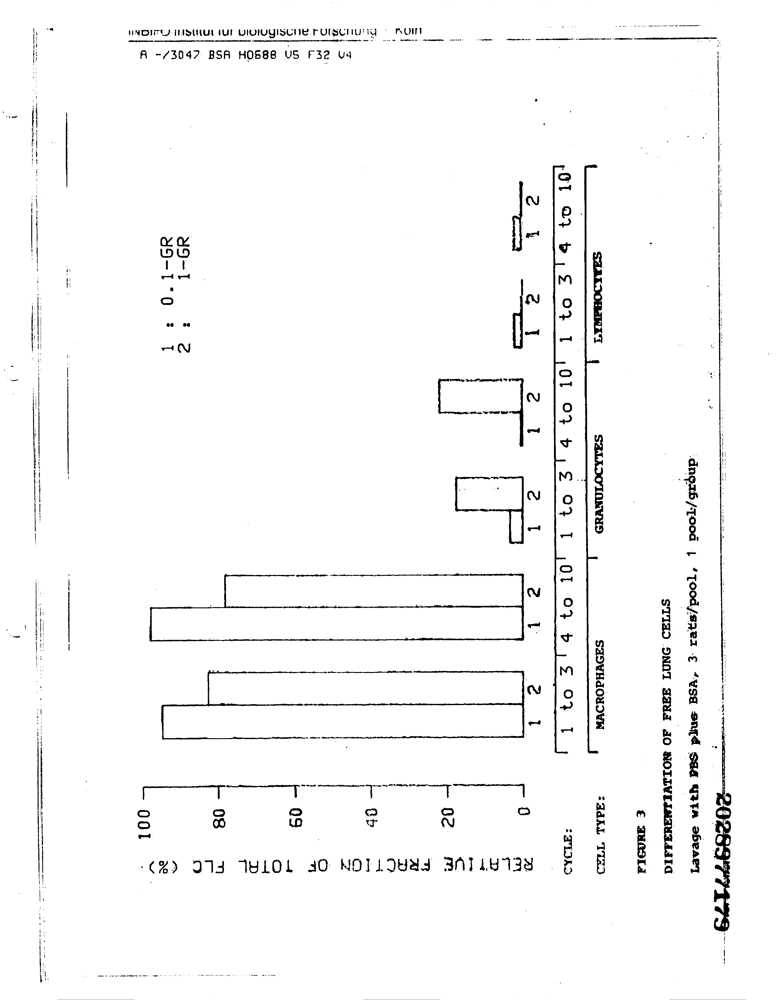 INBIFO Institut für biologische Forschung · Köln
A -/3047 BSA H0688 V5 F32 V4
1 : 0.1-GR
2 : 1-GR
100
80
60
40
20
0
RELATIVE FRACTION OF TOTAL FLC (%)
1 2 1 2 1 2 1 2 1 2 1 2
CYCLE: 1 to 3 4 to 10 1 to 3 4 to 10 1 to 3 4 to 10
CELL TYPE: MACROPHAGES GRANULOCYTES LYMPHOCYTES
FIGURE 3
DIFFERENTIATION OF FREE LUNG CELLS
Lavage with PBS plus BSA, 3 rats/pool, 1 pool/group
2028977179